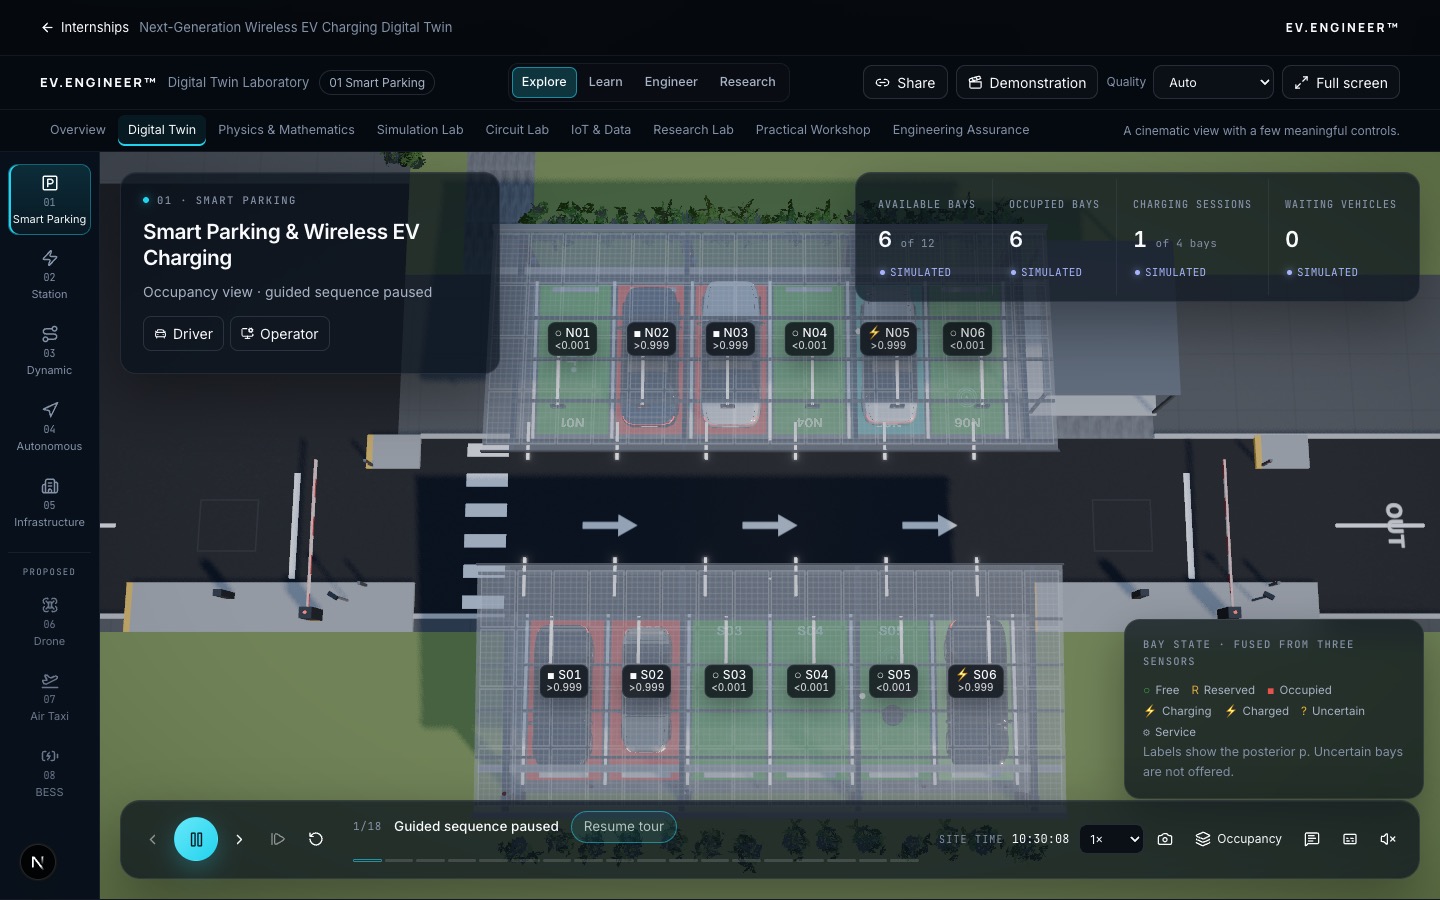 Internships Next-Generation Wireless EV Charging Digital Twin
EV.ENGINEER™
EV.ENGINEER™ Digital Twin Laboratory 01 Smart Parking
Explore Learn Engineer Research
Share Demonstration Quality Auto Full screen
Overview Digital Twin Physics & Mathematics Simulation Lab Circuit Lab IoT & Data Research Lab Practical Workshop Engineering Assurance
A cinematic view with a few meaningful controls.
01
Smart Parking
02
Station
03
Dynamic
04
Autonomous
05
Infrastructure
PROPOSED
06
Drone
07
Air Taxi
08
BESS
N
01 · SMART PARKING
Smart Parking & Wireless EV
Charging
Occupancy view · guided sequence paused
Driver Operator
AVAILABLE BAYS OCCUPIED BAYS CHARGING SESSIONS WAITING VEHICLES
6 of 12 6 1 of 4 bays 0
SIMULATED SIMULATED SIMULATED SIMULATED
○ N01 ■ N02 ■ N03 ○ N04 ⚡ N05 ○ N06
<0.001 >0.999 >0.999 <0.001 >0.999 <0.001
N01 N04 N06
OUT
S03 S04 S05
■ S01 ■ S02 ○ S03 ○ S04 ○ S05 ⚡ S06
>0.999 >0.999 <0.001 <0.001 <0.001 >0.999
BAY STATE · FUSED FROM THREE
SENSORS
○ Free R Reserved ■ Occupied
⚡ Charging ⚡ Charged ? Uncertain
⚙ Service
Labels show the posterior p. Uncertain bays
are not offered.
1/18 Guided sequence paused Resume tour
SITE TIME 10:30:08 1× Occupancy